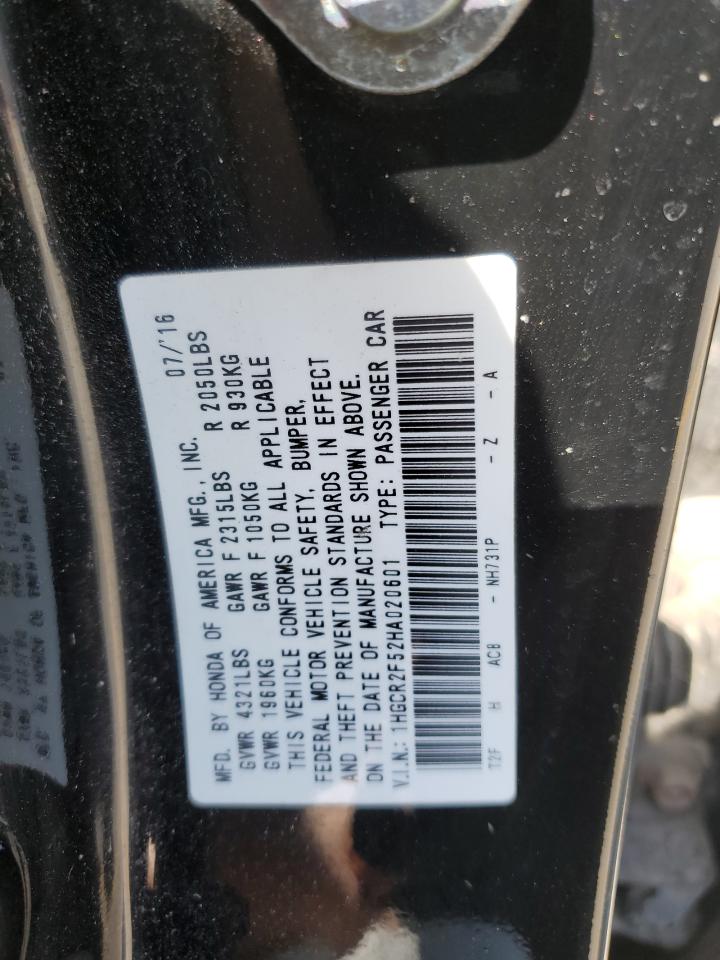 MFD. BY HONDA OF AMERICA MFG., INC. 07/'16
GVWR 4321LBS GAWR F 2315LBS R 2050LBS
GVWR 1960KG GAWR F 1050KG R 930KG
THIS VEHICLE CONFORMS TO ALL APPLICABLE
FEDERAL MOTOR VEHICLE SAFETY, BUMPER,
AND THEFT PREVENTION STANDARDS IN EFFECT
ON THE DATE OF MANUFACTURE SHOWN ABOVE.
V.I.N.: 1HGCR2F52HA020601 TYPE: PASSENGER CAR
T2F H ACB - NH731P - Z - A